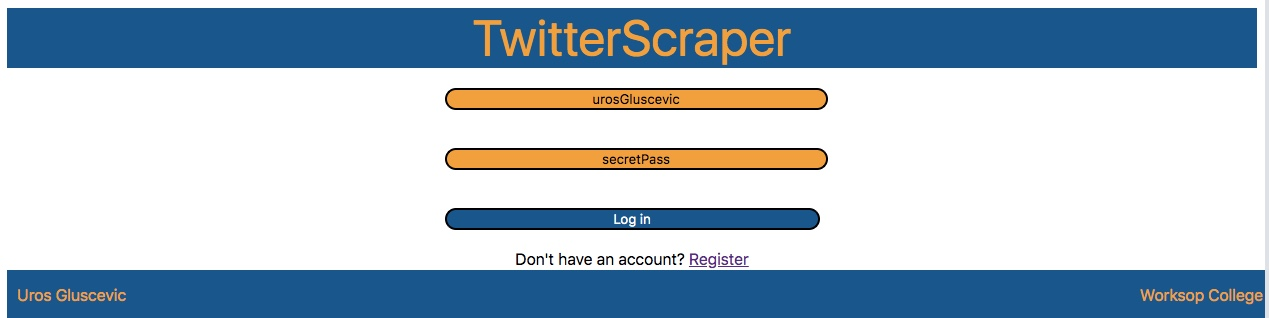 TwitterScraper
urosGluscevic
secretPass
Log in
Don't have an account? Register
Uros Gluscevic
Worksop College